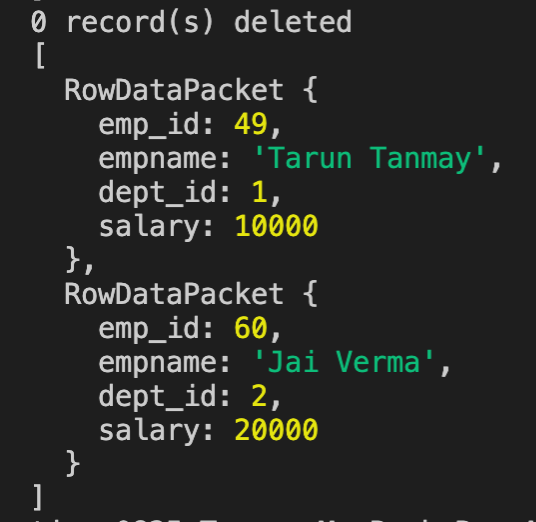 0 record(s) deleted
[
  RowDataPacket {
    emp_id: 49,
    empname: 'Tarun Tanmay',
    dept_id: 1,
    salary: 10000
  },
  RowDataPacket {
    emp_id: 60,
    empname: 'Jai Verma',
    dept_id: 2,
    salary: 20000
  }
]